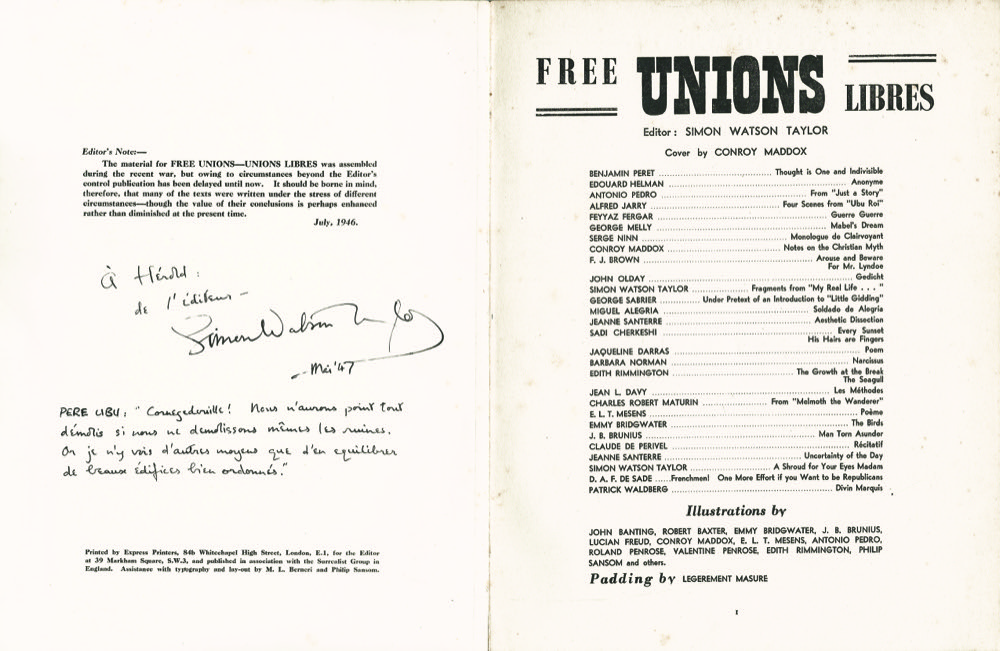 Editor's Note:—
The material for FREE UNIONS—UNIONS LIBRES was assembled
during the recent war, but owing to circumstances beyond the Editor's
control publication has been delayed until now. It should be borne in mind,
therefore, that many of the texts were written under the stress of different
circumstances—though the value of their conclusions is perhaps enhanced
rather than diminished at the present time.
July, 1946.
À Hérold :
de l'éditeur —
Simon Watson Taylor
— Mai '47
PERE UBU : "Cornegidouille! Nous n'aurons point tout
démolis si nous ne demolissons mêmes les ruines.
Or je n'y vois d'autres moyens que d'en equilibrer
de beaux édifices bien ordonnés."
Printed by Express Printers, 84b Whitechapel High Street, London, E.1, for the Editor
at 39 Markham Square, S.W.3, and published in association with the Surrealist Group in
England. Assistance with typography and lay-out by M. L. Berneri and Philip Sansom.
FREE UNIONS LIBRES
Editor: SIMON WATSON TAYLOR
Cover by CONROY MADDOX
BENJAMIN PERET ... Thought is One and Indivisible
EDOUARD HELMAN ... Anonyme
ANTONIO PEDRO ... From "Just a Story"
ALFRED JARRY ... Four Scenes from "Ubu Roi"
FEYYAZ FERGAR ... Guerre Guerre
GEORGE MELLY ... Mabel's Dream
SERGE NINN ... Monologue de Clairvoyant
CONROY MADDOX ... Notes on the Christian Myth
F. J. BROWN ... Arouse and Beware
For Mr. Lyndoe
JOHN OLDAY ... Gedicht
SIMON WATSON TAYLOR ... Fragments from "My Real Life . . . "
GEORGE SABRIER ... Under Pretext of an Introduction to "Little Gidding"
MIGUEL ALEGRIA ... Soldado de Alegria
JEANNE SANTERRE ... Aesthetic Dissection
SADI CHERKESHI ... Every Sunset
His Hairs are Fingers
JAQUELINE DARRAS ... Poem
BARBARA NORMAN ... Narcissus
EDITH RIMMINGTON ... The Growth at the Break
The Seagull
JEAN L. DAVY ... Les Méthodes
CHARLES ROBERT MATURIN ... From "Melmoth the Wanderer"
E. L. T. MESENS ... Poème
EMMY BRIDGWATER ... The Birds
J. B. BRUNIUS ... Man Torn Asunder
CLAUDE DE PERIVEL ... Récitatif
JEANNE SANTERRE ... Uncertainty of the Day
SIMON WATSON TAYLOR ... A Shroud for Your Eyes Madam
D. A. F. DE SADE ... Frenchmen! One More Effort if you Want to be Republicans
PATRICK WALDBERG ... Divin Marquis
Illustrations by
JOHN BANTING, ROBERT BAXTER, EMMY BRIDGWATER, J. B. BRUNIUS,
LUCIAN FREUD, CONROY MADDOX, E. L. T. MESENS, ANTONIO PEDRO,
ROLAND PENROSE, VALENTINE PENROSE, EDITH RIMMINGTON, PHILIP
SANSOM and others.
Padding by LEGEREMENT MASURE
1